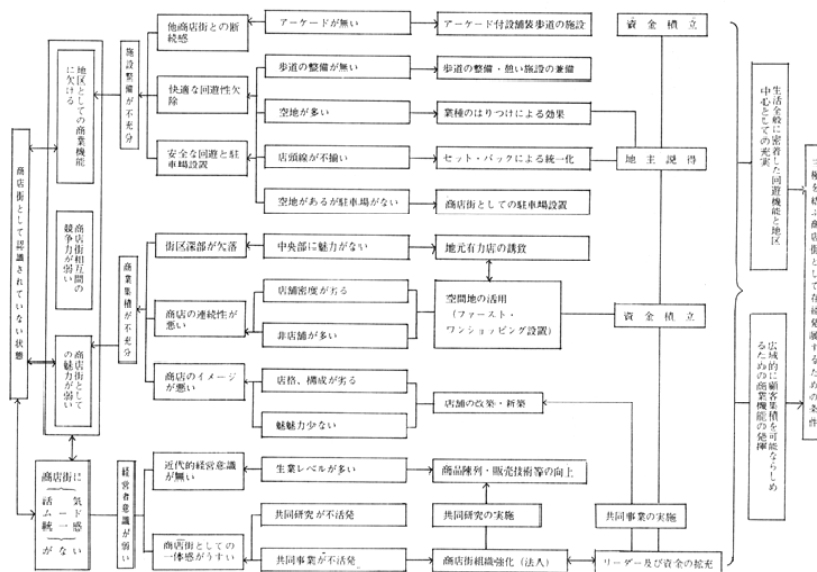 商店街として認識されていない状態
地区としての商業機能
に欠ける
商店街相互間の
競争力が弱い
商店街として
の魅力が弱い
商店街に
活気
ムード
統一感
がない
施設整備が不充分
商業集積が不充分
経営者意識が弱い
他商店街との断
続感
快適な回遊性欠
除
安全な回遊と駐
車場設置
街区深部が欠落
商店の連続性が
悪い
商店のイメージ
が悪い
近代的経営意識
が無い
商店街としての
一体感がうすい
アーケードが無い
歩道の整備が無い
空地が多い
店頭線が不揃い
空地があるが駐車場がない
中央部に魅力がない
店舗密度が劣る
非店舗が多い
店格、構成が劣る
魅魅力少ない
生業レベルが多い
共同研究が不活発
共同事業が不活発
アーケード付設舗装歩道の施設
歩道の整備・憩い施設の兼備
業種のはりつけによる効果
セット・バックによる統一化
商店街としての駐車場設置
地元有力店の誘致
空間地の活用
(ファースト・
ワンショッピング設置)
店舗の改築・新築
商品陳列・販売技術等の向上
共同研究の実施
商店街組織強化(法人)
資金積立
地主説得
資金積立
共同事業の実施
リーダー及び資金の拡充
生活全般に密着した回遊機能と地区
中心としての充実
広域的に顧客集積を可能ならしめ
るための商業機能の発揮
極を結ぶ商店街として存続発展するための条件